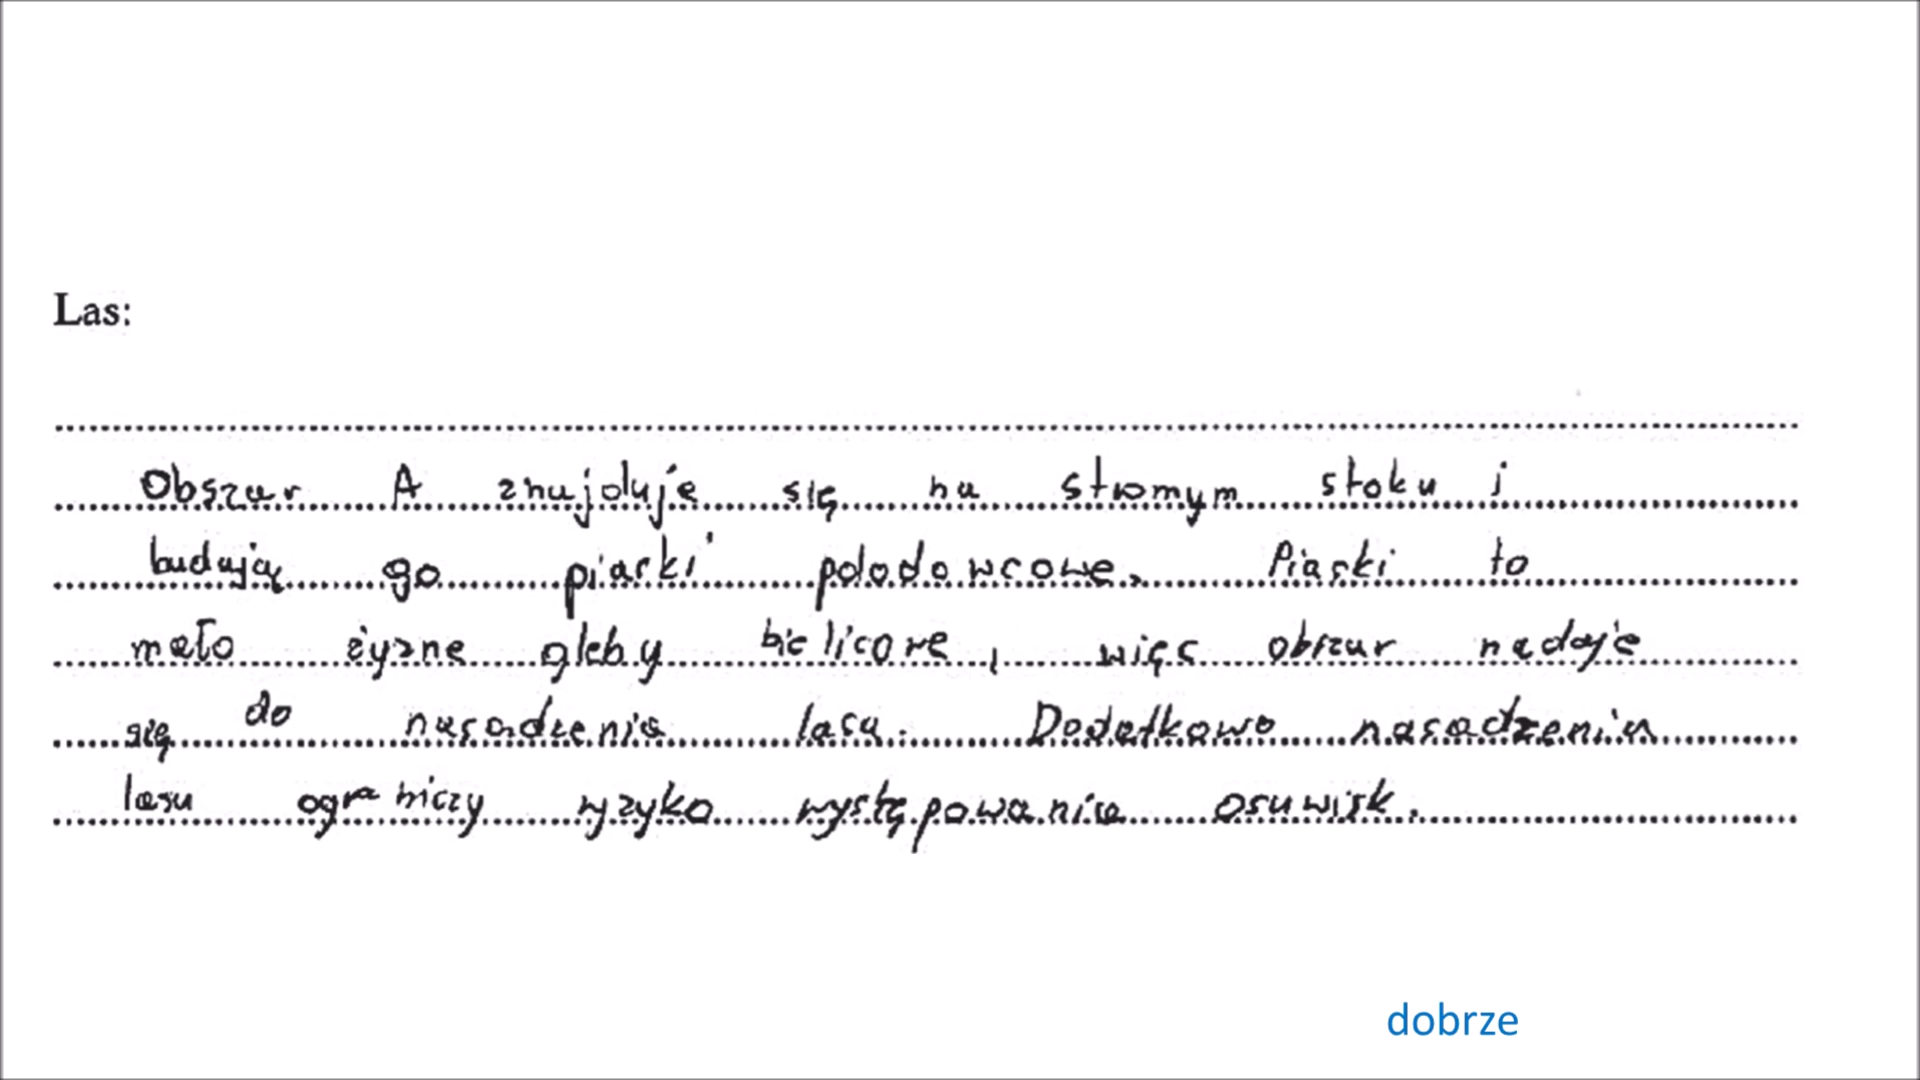 Las:
Obszar A znajduje się na stromym stoku i
budują go piaski polodowcowe. Piaski to
mało żyzne gleby bielicowe, więc obszar nadaje
się do nasadzenia lasu. Dodatkowo nasadzenia
lasu ograniczy ryzyko występowania osuwisk.
dobrze